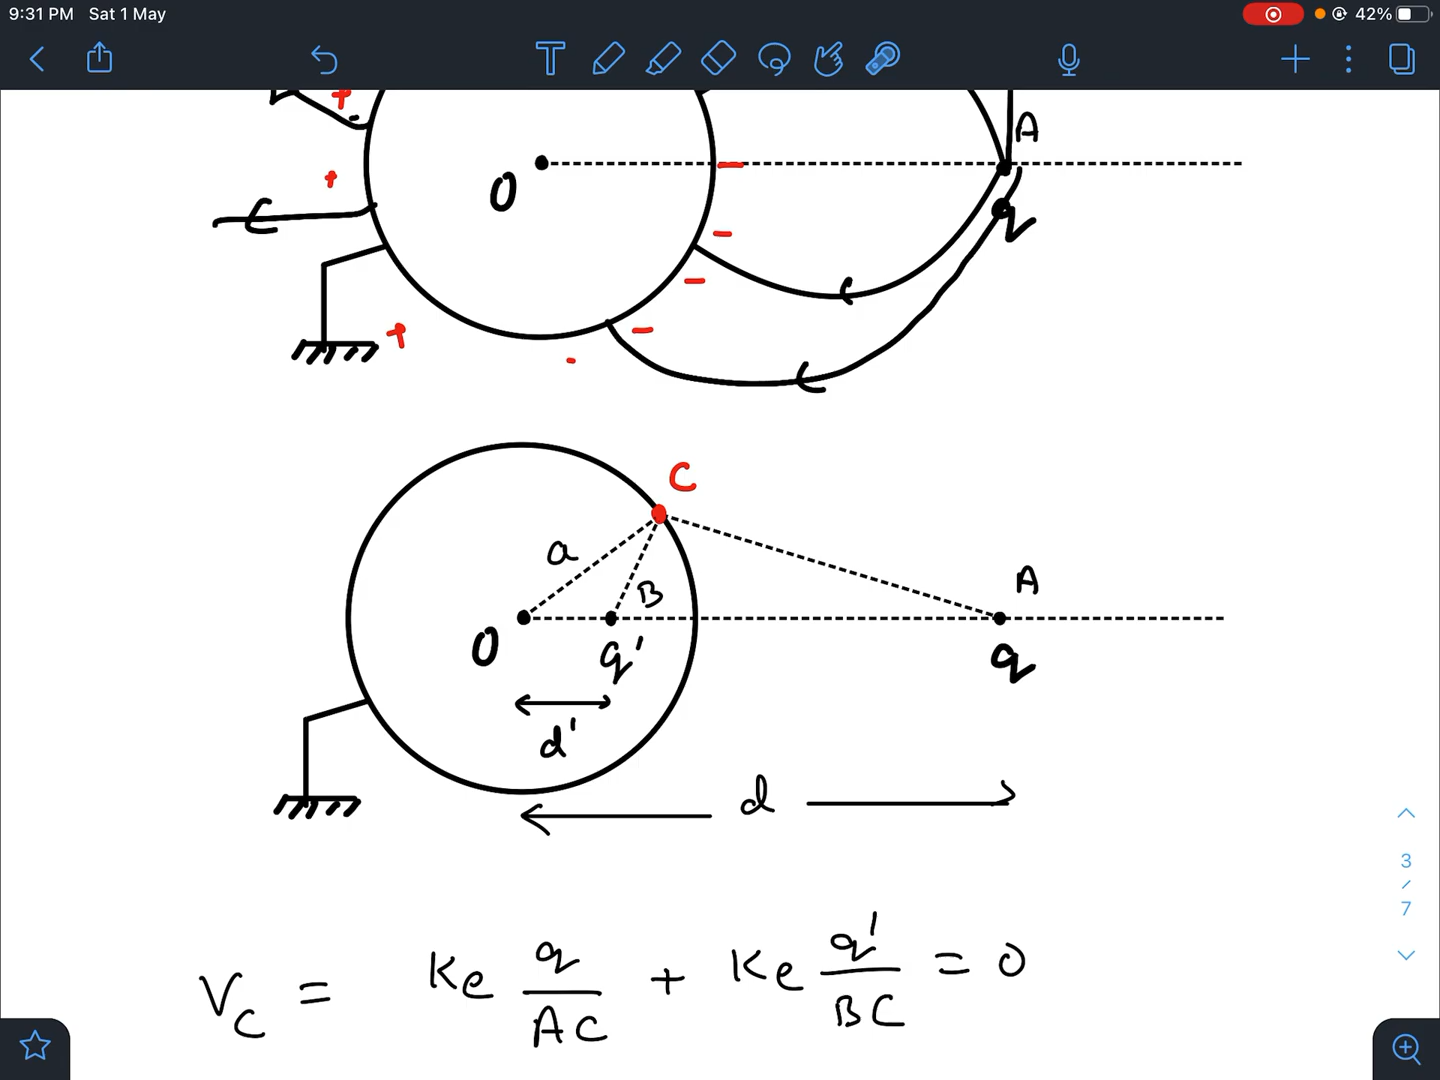 9:31 PM Sat 1 May 42%
T
+
A
O
-
+
-
q
-
+
-
-
C
a
B
A
O
q'
q
d'
d
3
/
7
V_C = Ke q/AC + Ke q'/BC = 0